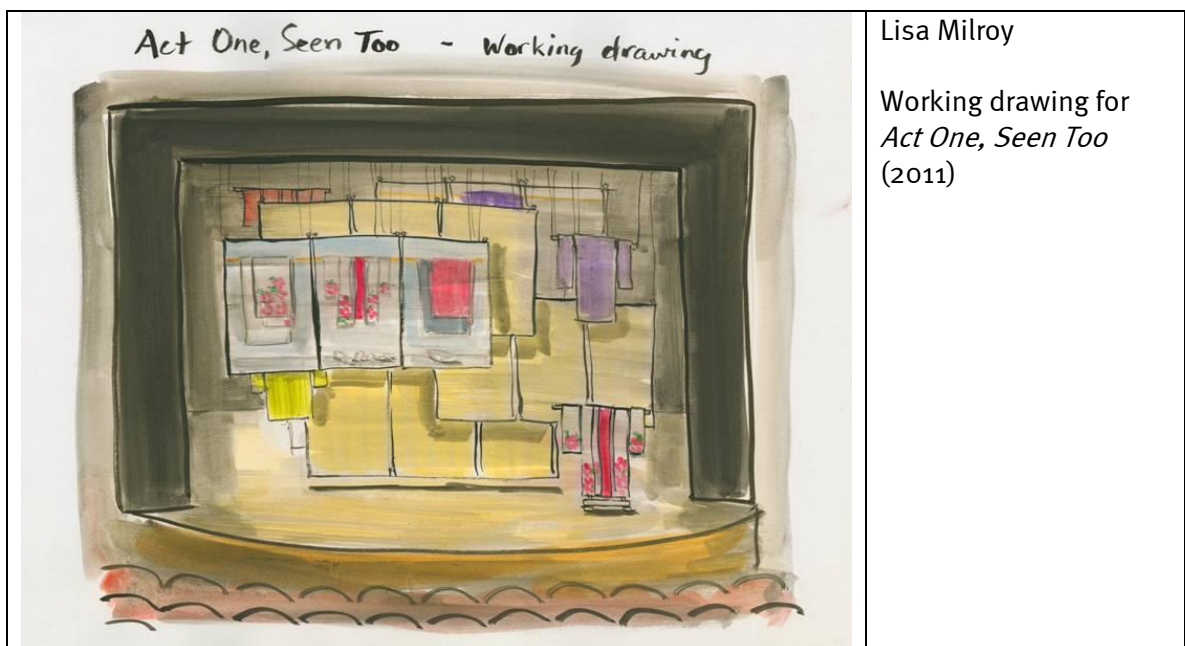 Act One, Seen Too - Working drawing
Lisa Milroy
Working drawing for
Act One, Seen Too
(2011)